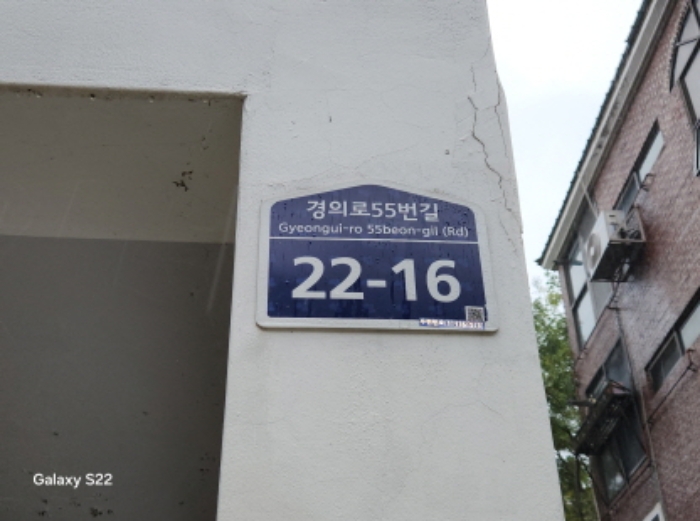 경의로55번길
Gyeongui-ro 55beon-gil (Rd)
22-16
Galaxy S22